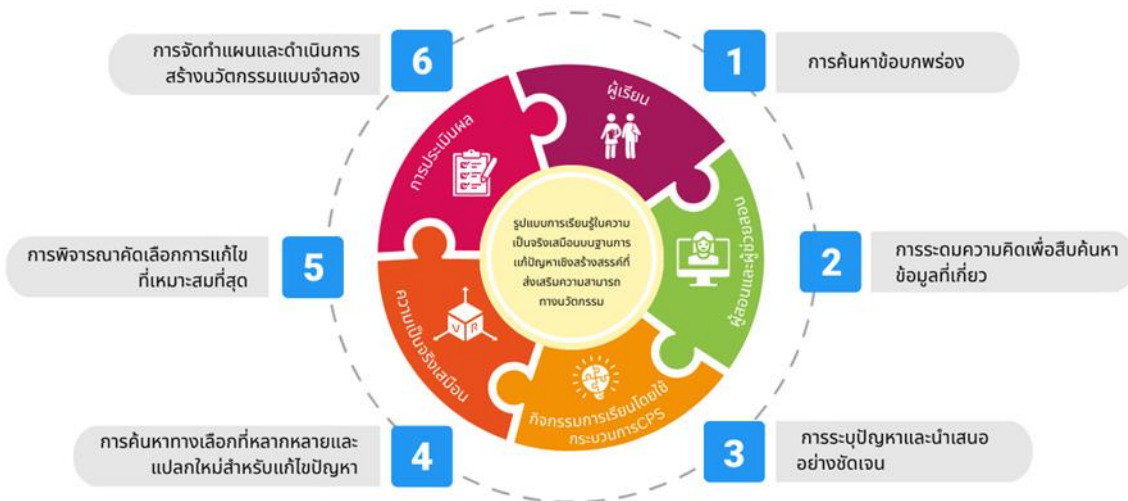 การจัดทำแผนและดำเนินการ
สร้างนวัตกรรมแบบจำลอง
6
1
การค้นหาข้อบกพร่อง
ผู้เรียน
การประเมินผล
รูปแบบการเรียนรู้ในความ
เป็นจริงเสมือนบนฐานการ
แก้ปัญหาเชิงสร้างสรรค์ที่
ส่งเสริมความสามารถ
ทางนวัตกรรม
ผู้สอนและผู้ช่วยสอน
การพิจารณาคัดเลือกการแก้ไข
ที่เหมาะสมที่สุด
5
2
การระดมความคิดเพื่อสืบค้นหา
ข้อมูลที่เกี่ยว
V R
ความเป็นจริงเสมือน
กิจกรรมการเรียนโดยใช้
กระบวนการCPS
การค้นหาทางเลือกที่หลากหลายและ
แปลกใหม่สำหรับแก้ไขปัญหา
4
3
การระบุปัญหาและนำเสนอ
อย่างชัดเจน